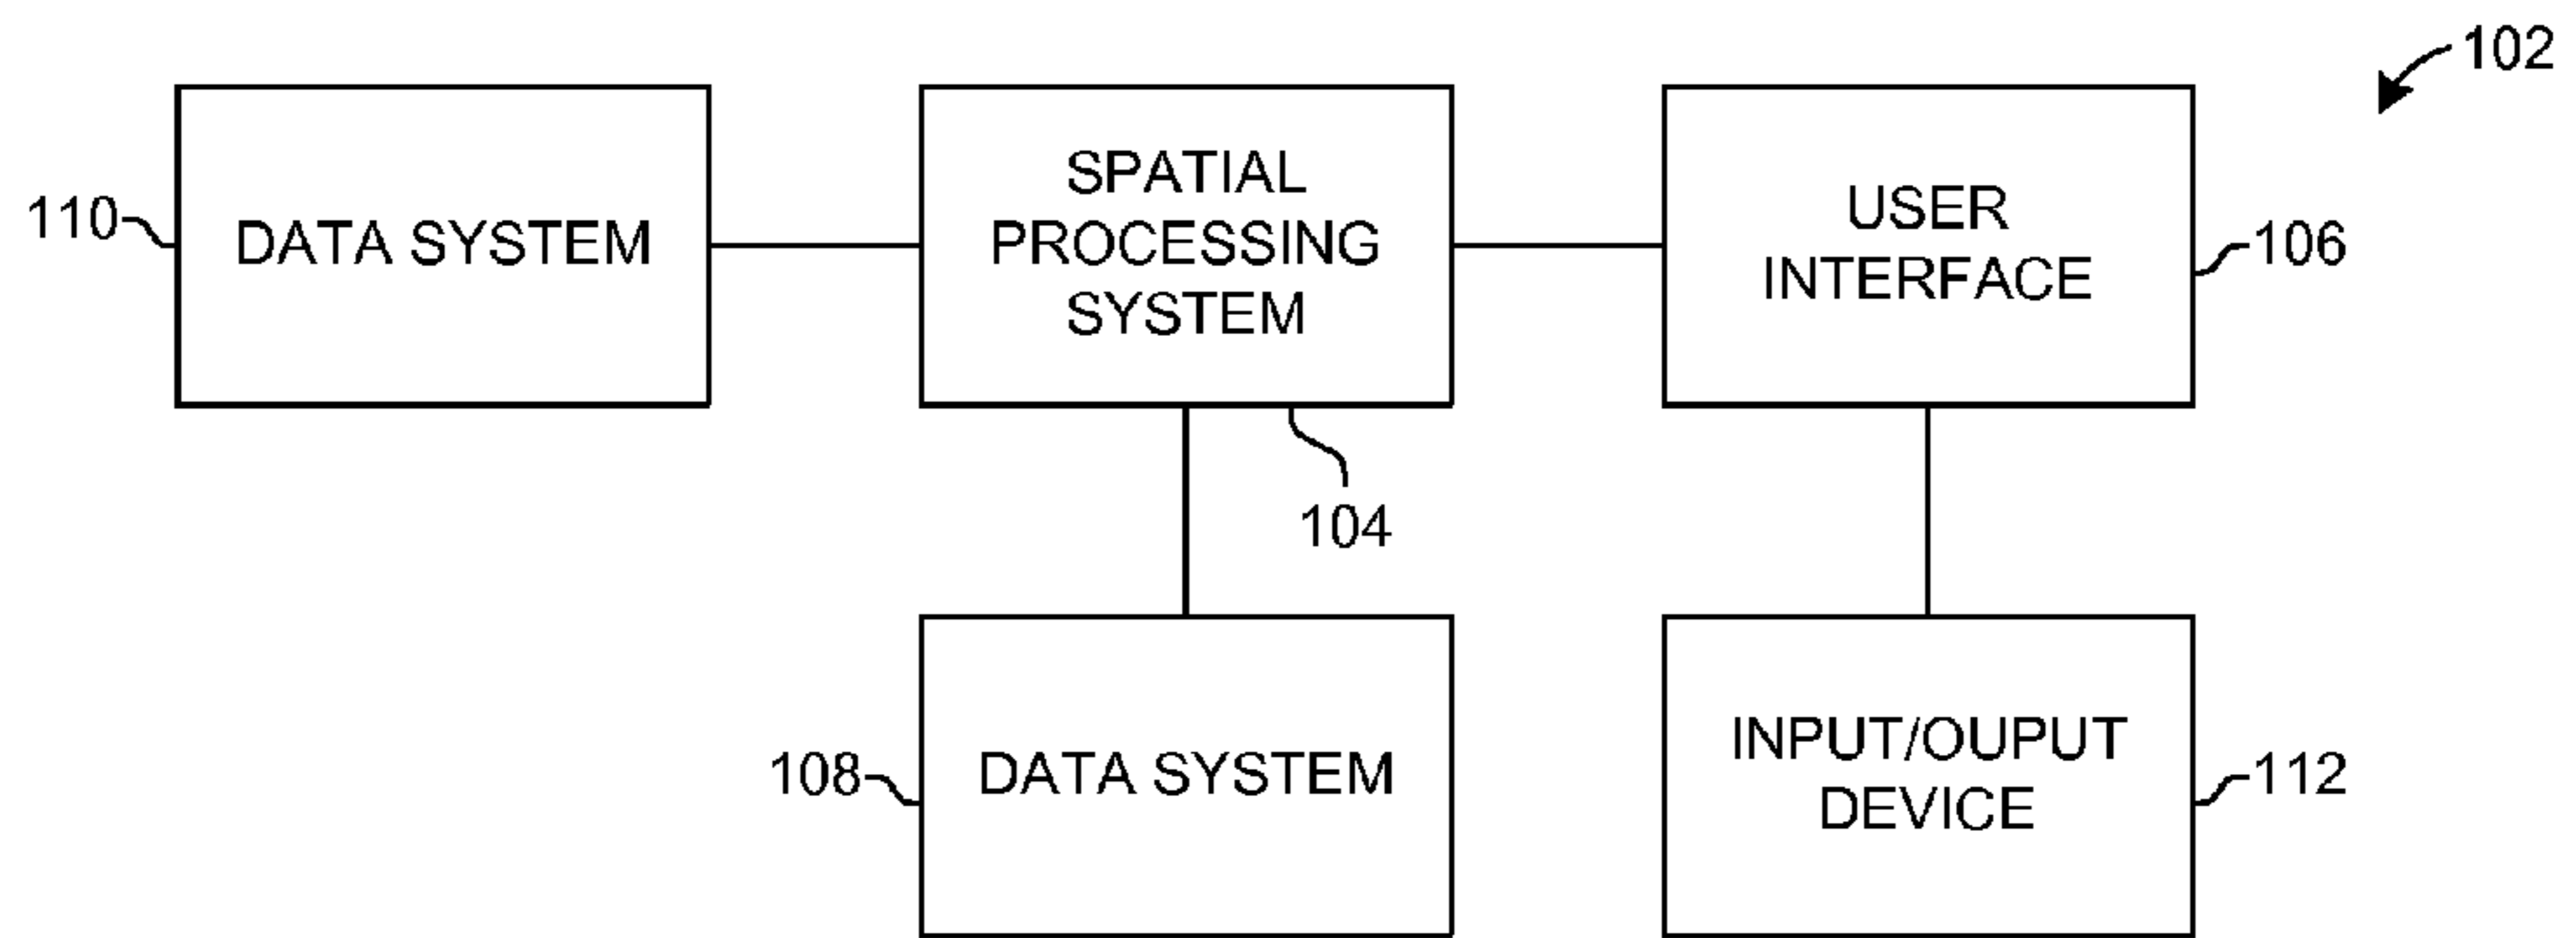 102
110
DATA SYSTEM
SPATIAL
PROCESSING
SYSTEM
104
USER
INTERFACE
106
108
DATA SYSTEM
INPUT/OUPUT
DEVICE
112